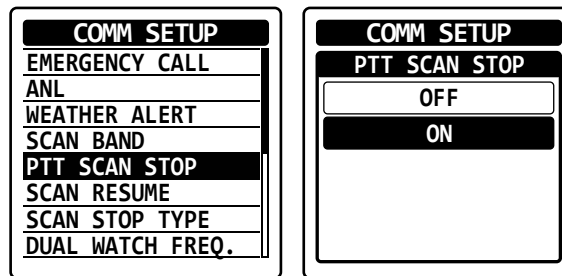 COMM SETUP
EMERGENCY CALL
ANL
WEATHER ALERT
SCAN BAND
PTT SCAN STOP
SCAN RESUME
SCAN STOP TYPE
DUAL WATCH FREQ.
COMM SETUP
PTT SCAN STOP
OFF
ON